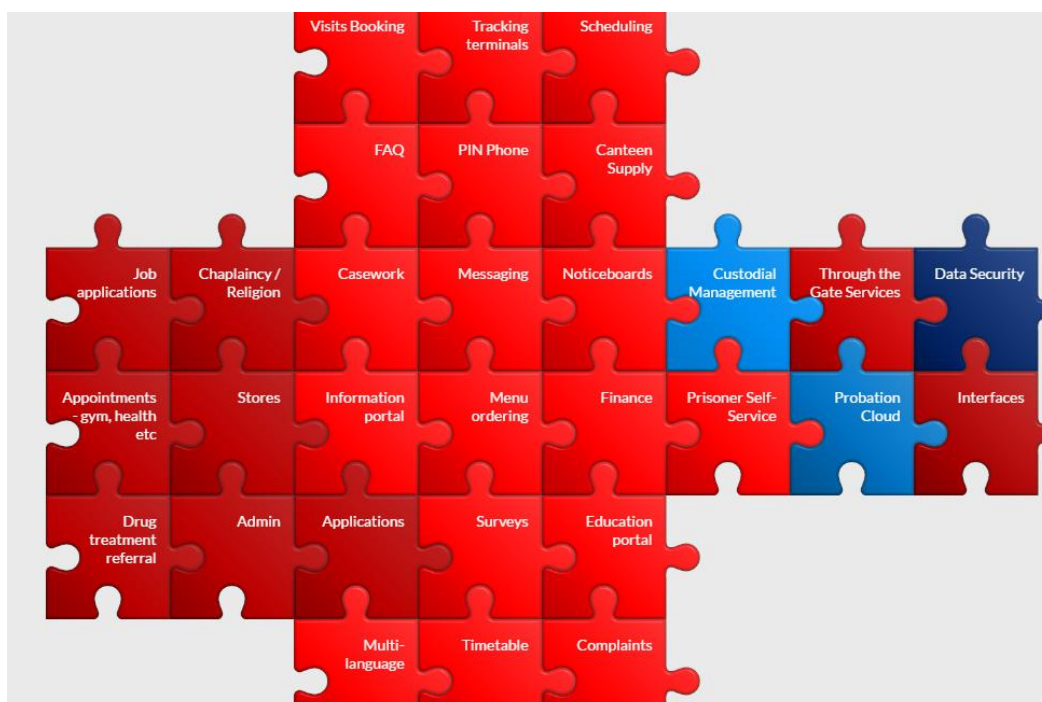 Visits Booking
Tracking
terminals
Scheduling
FAQ
PIN Phone
Canteen
Supply
Job
applications
Chaplaincy /
Religion
Casework
Messaging
Noticeboards
Custodial
Management
Through the
Gate Services
Data Security
Appointments
- gym, health
etc
Stores
Information
portal
Menu
ordering
Finance
Prisoner Self-
Service
Probation
Cloud
Interfaces
Drug
treatment
referral
Admin
Applications
Surveys
Education
portal
Multi-
language
Timetable
Complaints